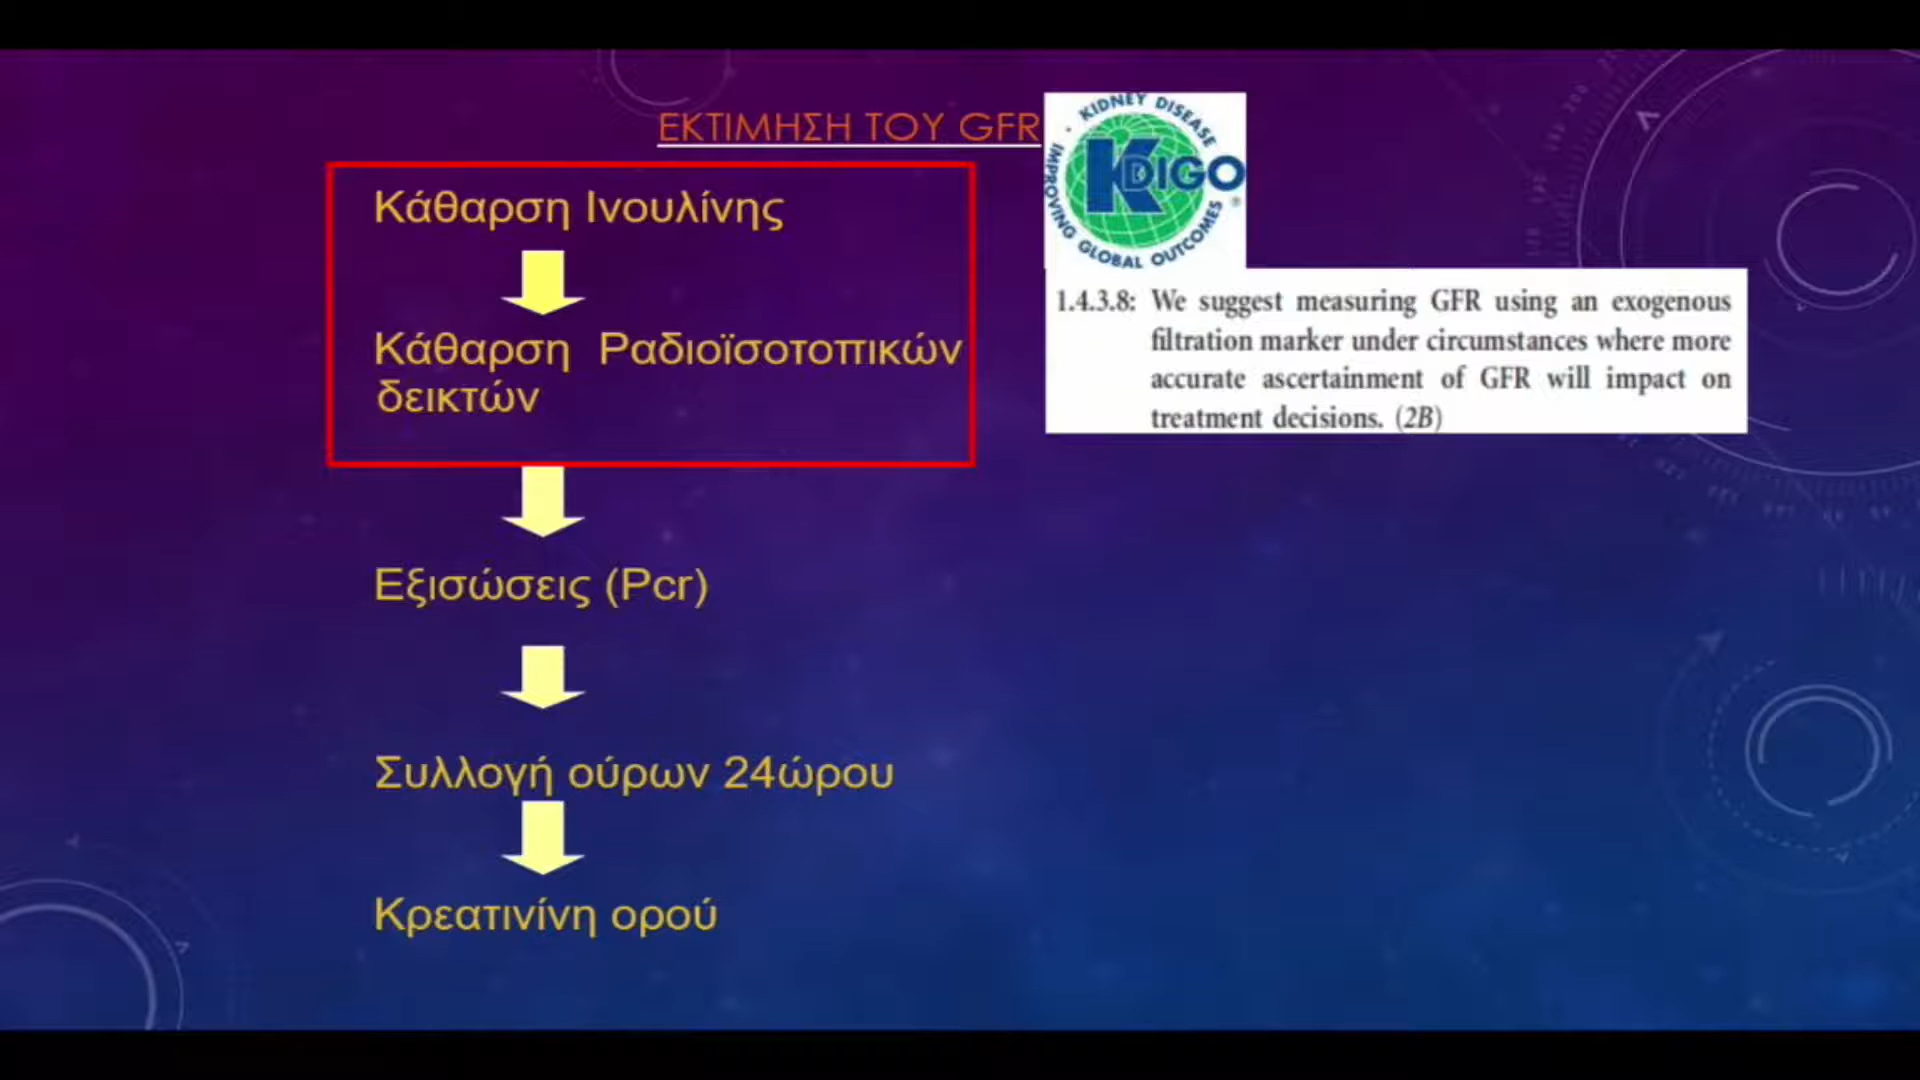 ΕΚΤΙΜΗΣΗ ΤΟΥ GFR
KIDNEY DISEASE
IMPROVING GLOBAL OUTCOMES
KDIGO
®
Κάθαρση Ινουλίνης
Κάθαρση Ραδιοϊσοτοπικών
δεικτών
1.4.3.8: We suggest measuring GFR using an exogenous
filtration marker under circumstances where more
accurate ascertainment of GFR will impact on
treatment decisions. (2B)
Εξισώσεις (Pcr)
Συλλογή ούρων 24ώρου
Κρεατινίνη ορού